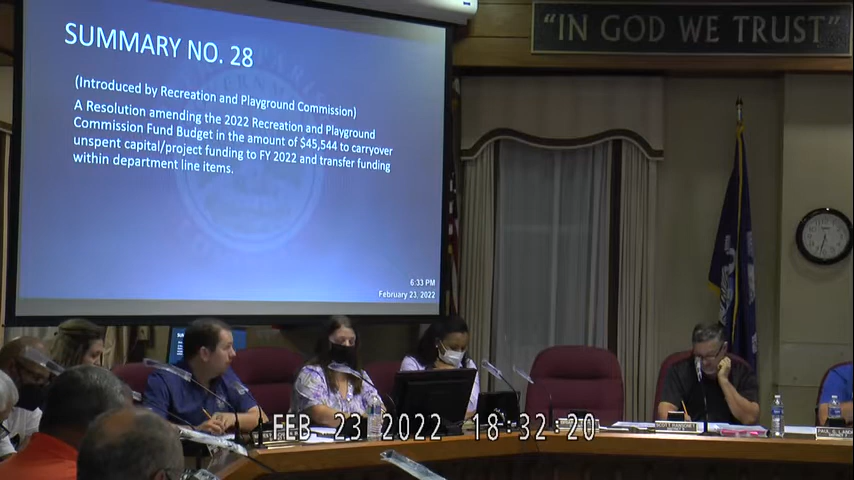 SUMMARY NO. 28
"IN GOD WE TRUST"
(Introduced by Recreation and Playground Commission)
A Resolution amending the 2022 Recreation and Playground
Commission Fund Budget in the amount of $45,544 to carryover
unspent capital/project funding to FY 2022 and transfer funding
within department line items.
6:33 PM
February 23, 2022
FEB 23 2022 18:32:20